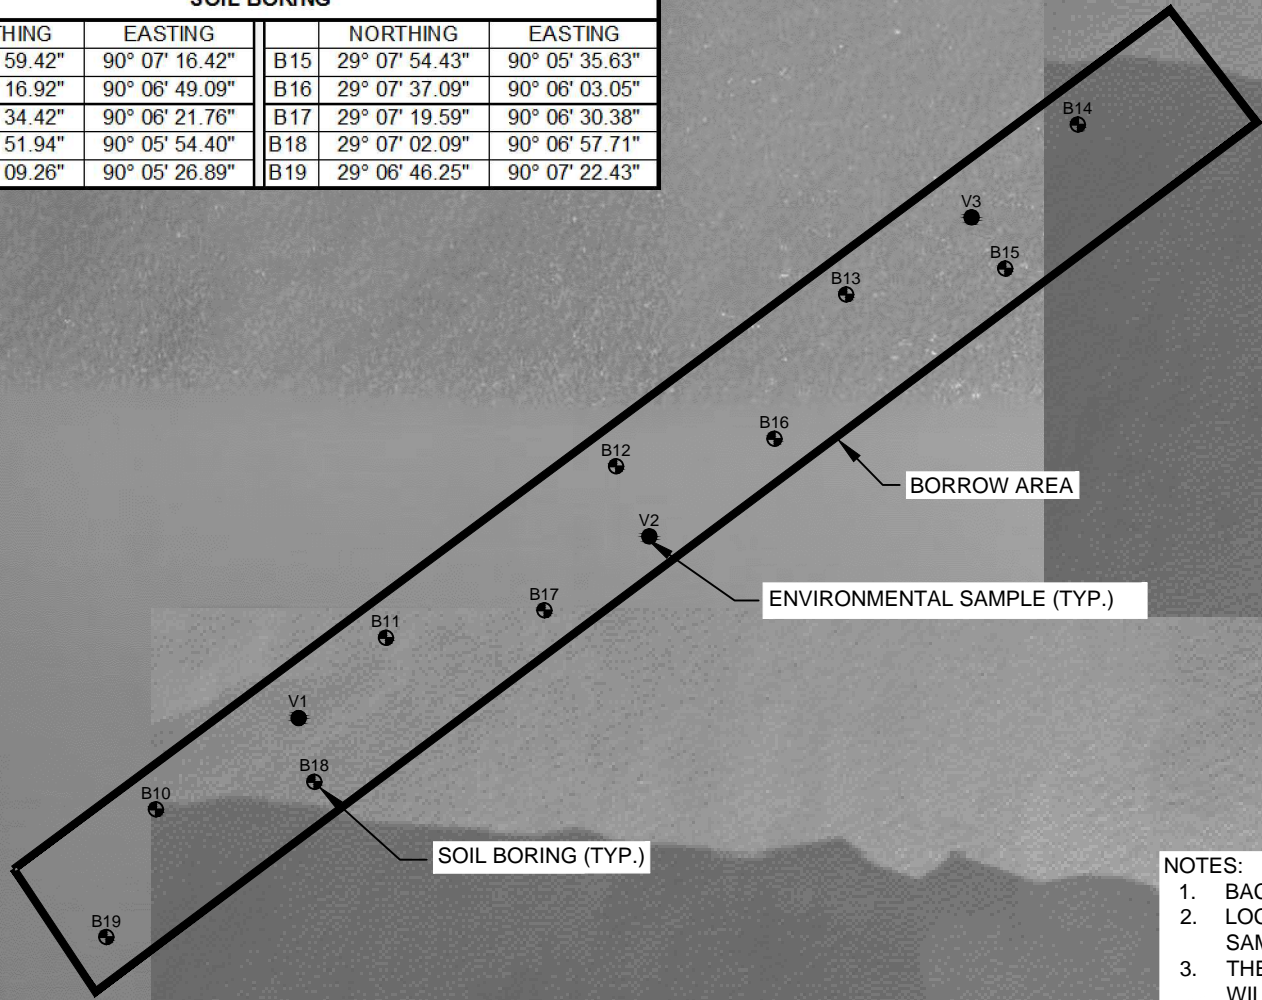 SOIL BORING
THING EASTING NORTHING EASTING
59.42" 90° 07' 16.42" B15 29° 07' 54.43" 90° 05' 35.63"
16.92" 90° 06' 49.09" B16 29° 07' 37.09" 90° 06' 03.05"
34.42" 90° 06' 21.76" B17 29° 07' 19.59" 90° 06' 30.38"
51.94" 90° 05' 54.40" B18 29° 07' 02.09" 90° 06' 57.71"
09.26" 90° 05' 26.89" B19 29° 06' 46.25" 90° 07' 22.43"
B14
V3
B15
B13
B16
B12
BORROW AREA
V2
B17
ENVIRONMENTAL SAMPLE (TYP.)
B11
V1
B18
B10
SOIL BORING (TYP.)
B19
NOTES:
1. BAC
2. LOC
SAM
3. THE
WIL